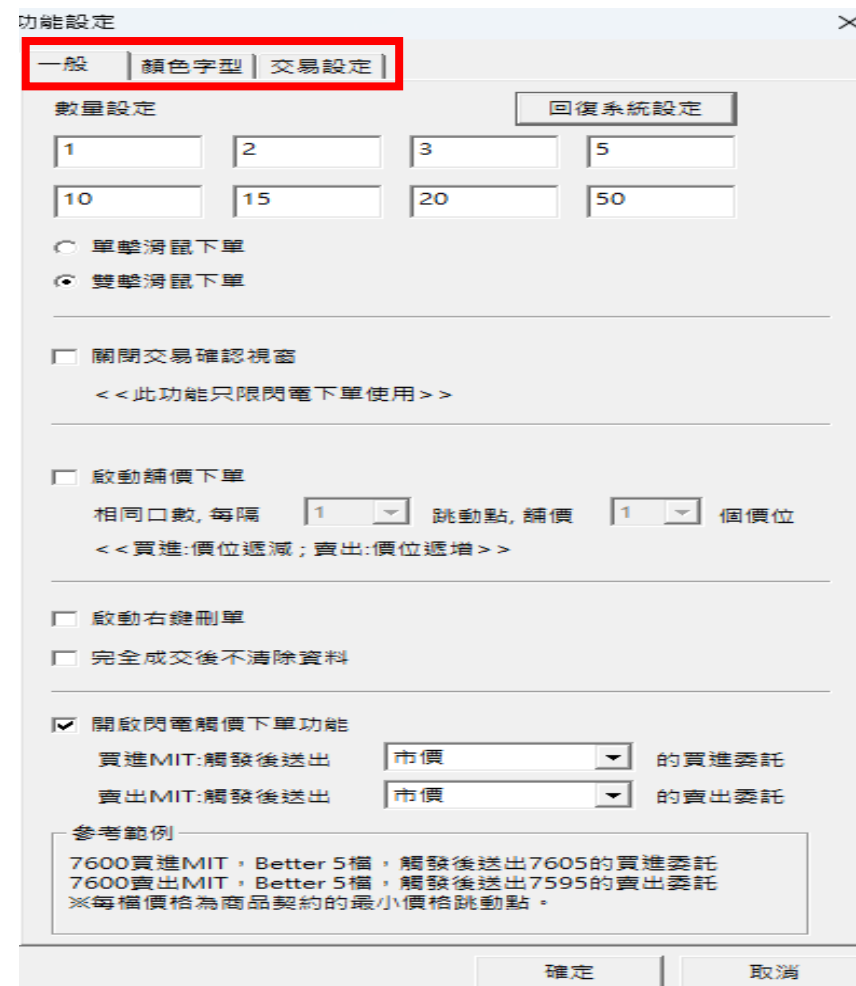 功能設定
一般 顏色字型 交易設定
數量設定 回復系統設定
1 2 3 5
10 15 20 50
單擊滑鼠下單
雙擊滑鼠下單
關閉交易確認視窗
<<此功能只限閃電下單使用>>
啟動舖價下單
相同口數, 每隔 1 跳動點, 舖價 1 個價位
<<買進:價位遞減 ; 賣出:價位遞增>>
啟動右鍵刪單
完全成交後不清除資料
開啟閃電觸價下單功能
買進MIT:觸發後送出 市價 的買進委託
賣出MIT:觸發後送出 市價 的賣出委託
參考範例
7600買進MIT，Better 5檔，觸發後送出7605的買進委託
7600賣出MIT，Better 5檔，觸發後送出7595的賣出委託
※每檔價格為商品契約的最小價格跳動點。
確定 取消